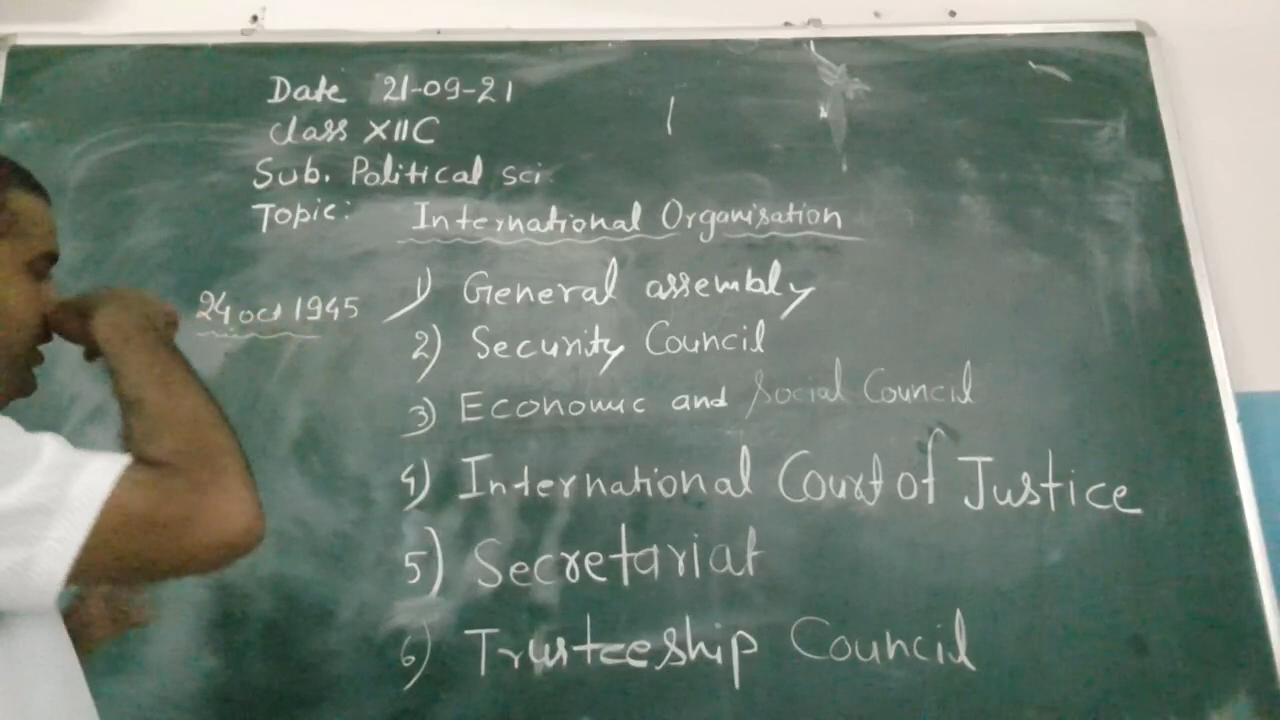 Date 21-09-21
Class XIIC
Sub. Political sci.
Topic: International Organisation
24 oct 1945
1) General assembly
2) Security Council
3) Economic and Social Council
4) International Court of Justice
5) Secretariat
6) Trusteeship Council